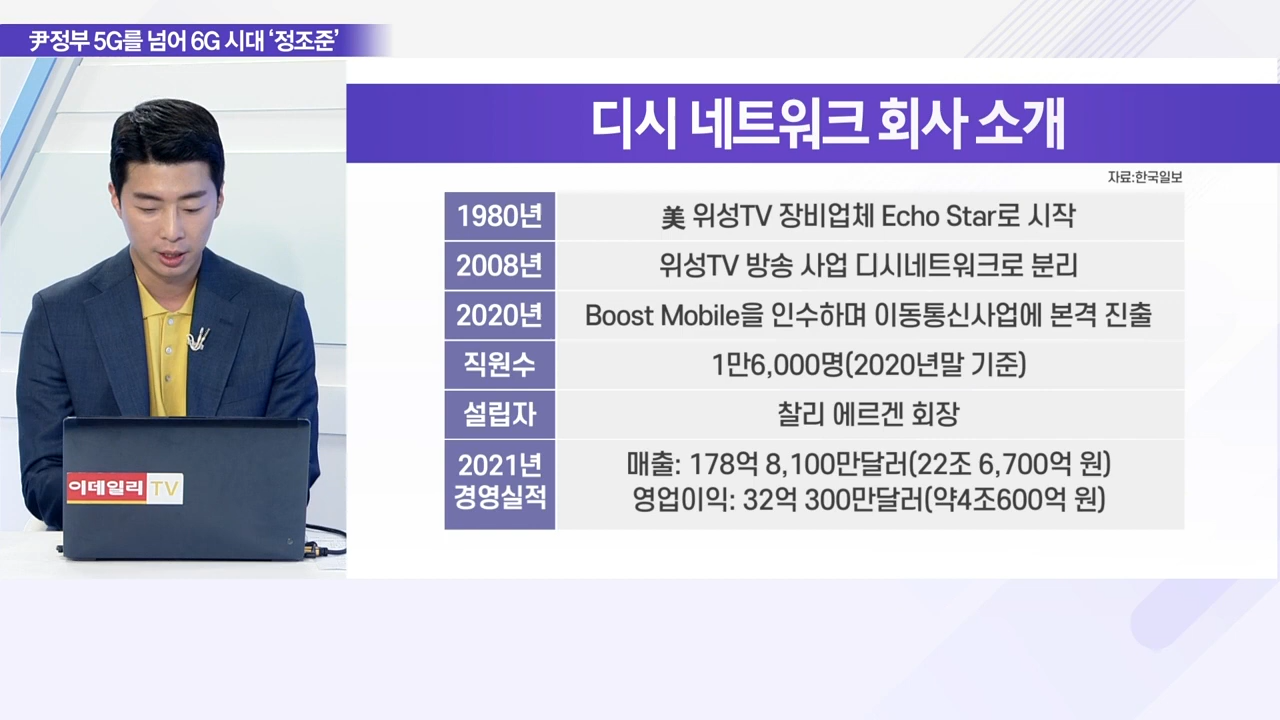 尹정부 5G를 넘어 6G 시대 ‘정조준’
디시 네트워크 회사 소개
자료:한국일보
1980년 美 위성TV 장비업체 Echo Star로 시작
2008년 위성TV 방송 사업 디시네트워크로 분리
2020년 Boost Mobile을 인수하며 이동통신사업에 본격 진출
직원수 1만6,000명(2020년말 기준)
설립자 찰리 에르겐 회장
2021년 매출: 178억 8,100만달러(22조 6,700억 원)
경영실적 영업이익: 32억 300만달러(약4조600억 원)
이데일리 TV